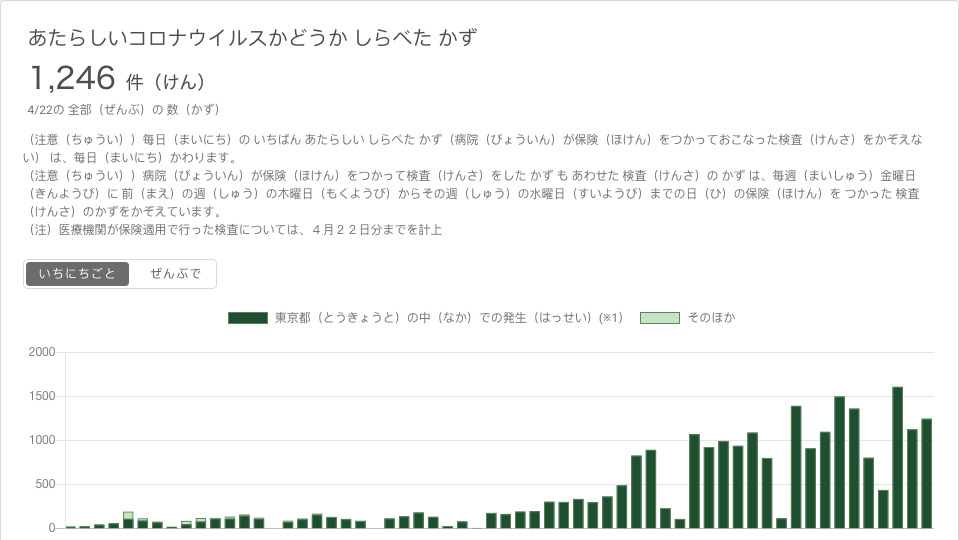 あたらしいコロナウイルスかどうか しらべた かず
1,246 件（けん）
4/22の 全部（ぜんぶ）の 数（かず）
（注意（ちゅうい））毎日（まいにち）の いちばん あたらしい しらべた かず（病院（びょういん）が保険（ほけん）をつかっておこなった検査（けんさ）をかぞえな
い） は、毎日（まいにち）かわります。
（注意（ちゅうい））病院（びょういん）が保険（ほけん）をつかって検査（けんさ）をした かず も あわせた 検査（けんさ）の かず は、毎週（まいしゅう）金曜日
（きんようび）に 前（まえ）の週（しゅう）の木曜日（もくようび）からその週（しゅう）の水曜日（すいようび）までの日（ひ）の保険（ほけん）を つかった 検査
（けんさ）のかずをかぞえています。
（注）医療機関が保険適用で行った検査については、４月２２日分までを計上
いちにちごと ぜんぶで
東京都（とうきょうと）の中（なか）での発生（はっせい）(※1) そのほか
2000
1500
1000
500
0